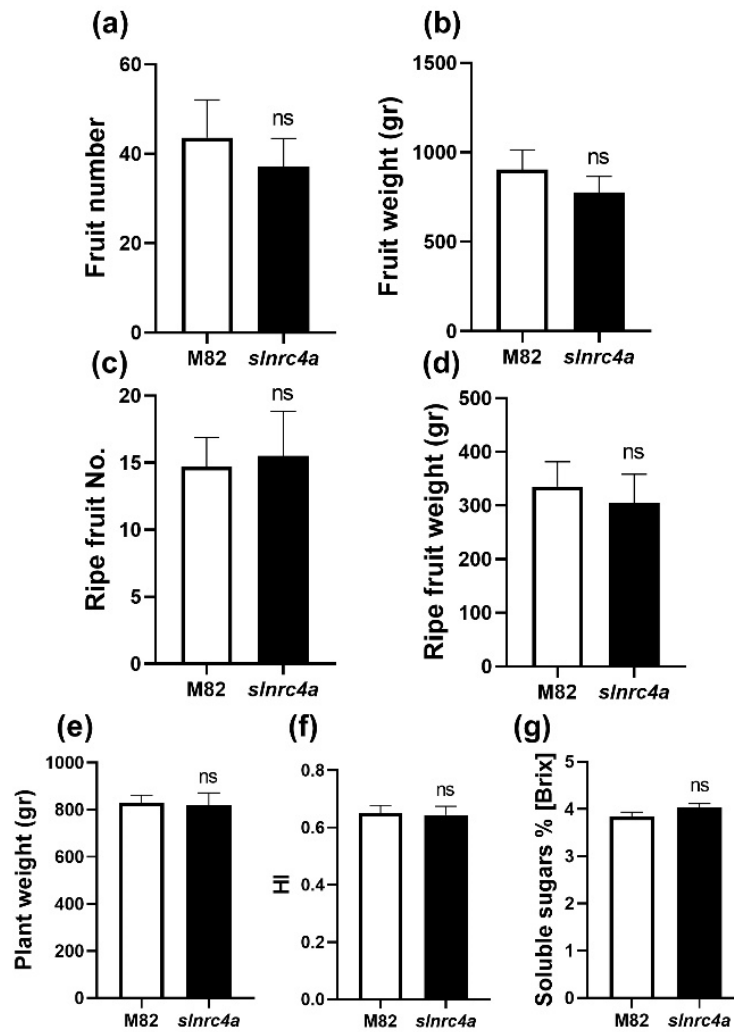 (a)
Fruit number
60
40
20
0
ns
M82
slnrc4a
(b)
Fruit weight (gr)
1500
1000
500
0
ns
M82
slnrc4a
(c)
Ripe fruit No.
20
15
10
5
0
ns
M82
slnrc4a
(d)
Ripe fruit weight (gr)
500
400
300
200
100
0
ns
M82
slnrc4a
(e)
Plant weight (gr)
1000
800
600
400
200
0
ns
M82
slnrc4a
(f)
HI
0.8
0.6
0.4
0.2
0.0
ns
M82
slnrc4a
(g)
Soluble sugars % [Brix]
5
4
3
2
1
0
ns
M82
slnrc4a